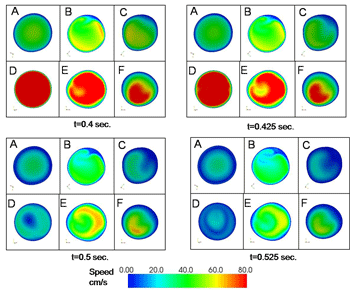 A B C
D E F
t=0.4 sec.
A B C
D E F
t=0.425 sec.
A B C
D E F
t=0.5 sec.
A B C
D E F
t=0.525 sec.
Speed
cm/s
0.00 20.0 40.0 60.0 80.0